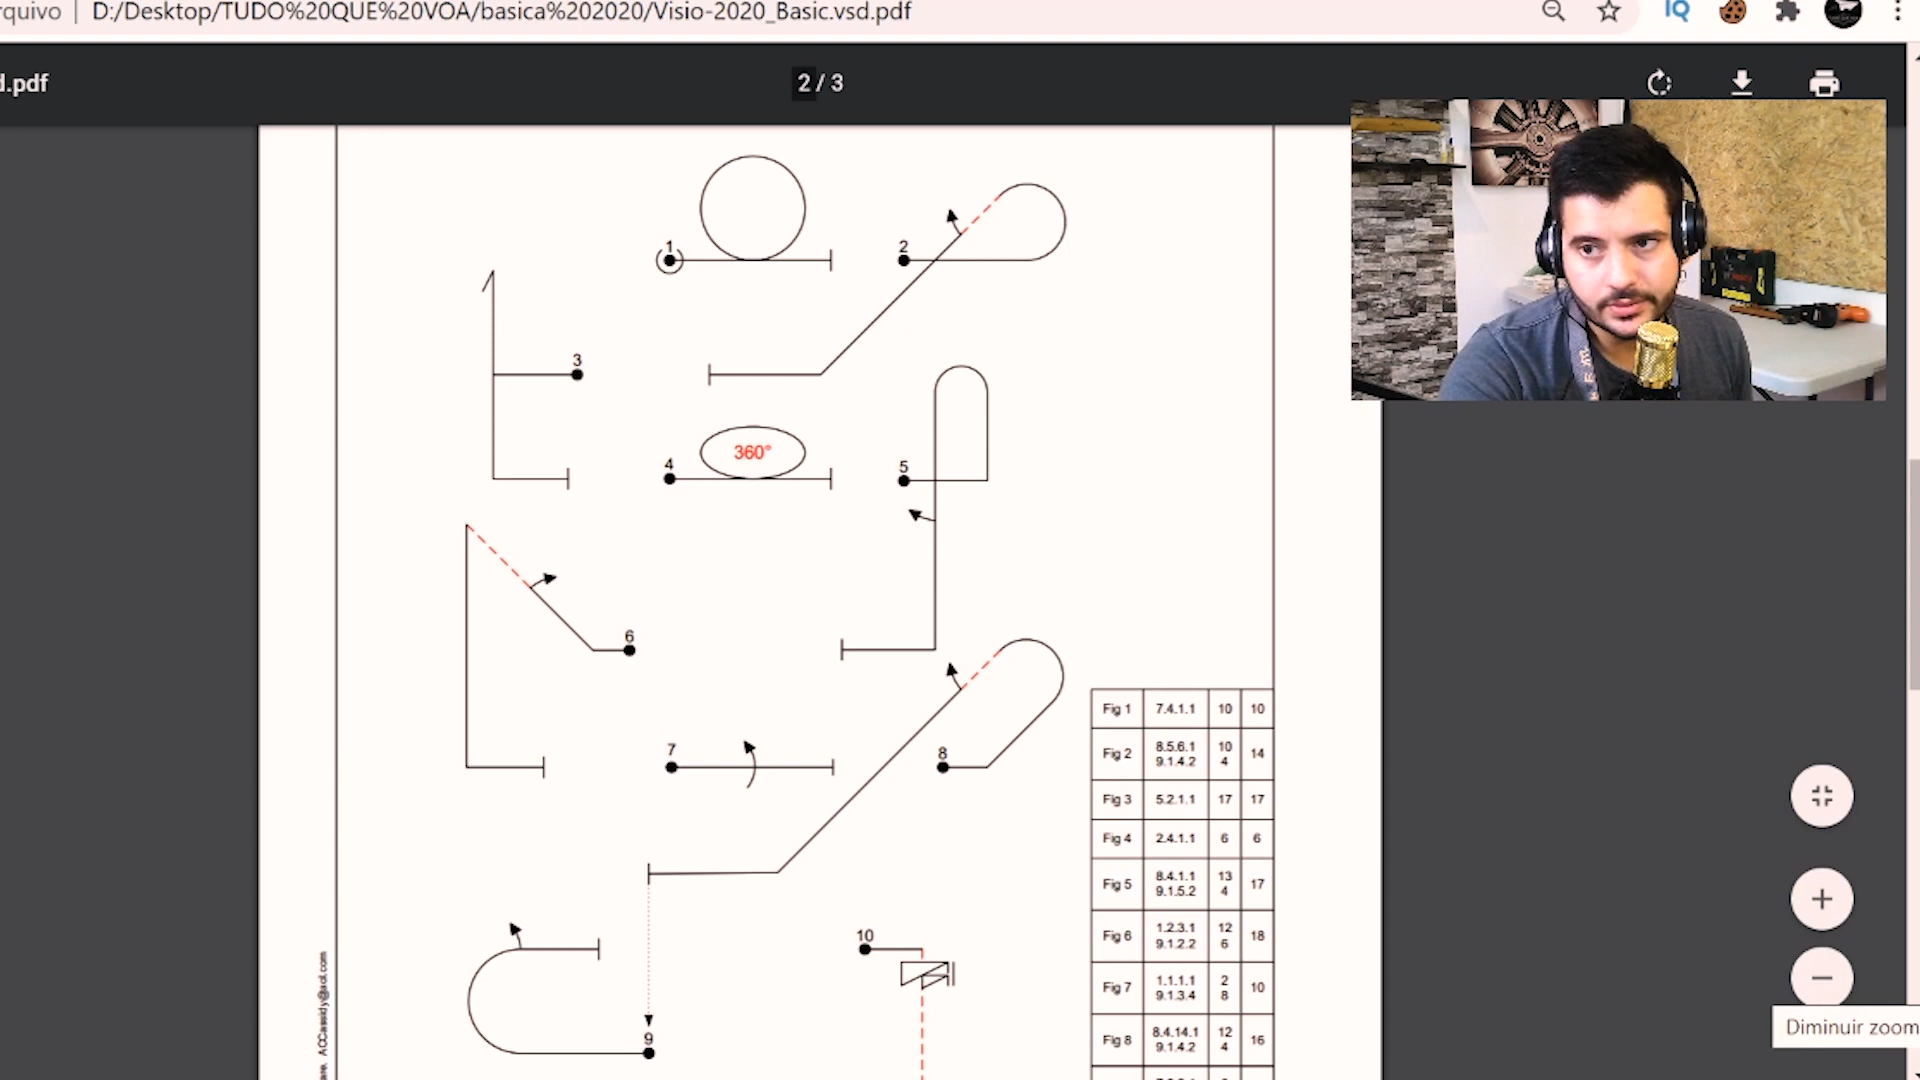 rquivo | D:/Desktop/TUDO%20QUE%20VOA/basica%202020/Visio-2020_Basic.vsd.pdf
IQ
d.pdf
2 / 3
1
2
3
4
360°
5
6
7
8
9
10
Fig 1 7.4.1.1 10 10
Fig 2 8.5.6.1 10 14
9.1.4.2 4
Fig 3 5.2.1.1 17 17
Fig 4 2.4.1.1 6 6
Fig 5 8.4.1.1 13 17
9.1.5.2 4
Fig 6 1.2.3.1 12 18
9.1.2.2 6
Fig 7 1.1.1.1 2 10
9.1.3.4 8
Fig 8 8.4.14.1 12 16
9.1.4.2 4
are. ACCassidy@aol.com
Diminuir zoom